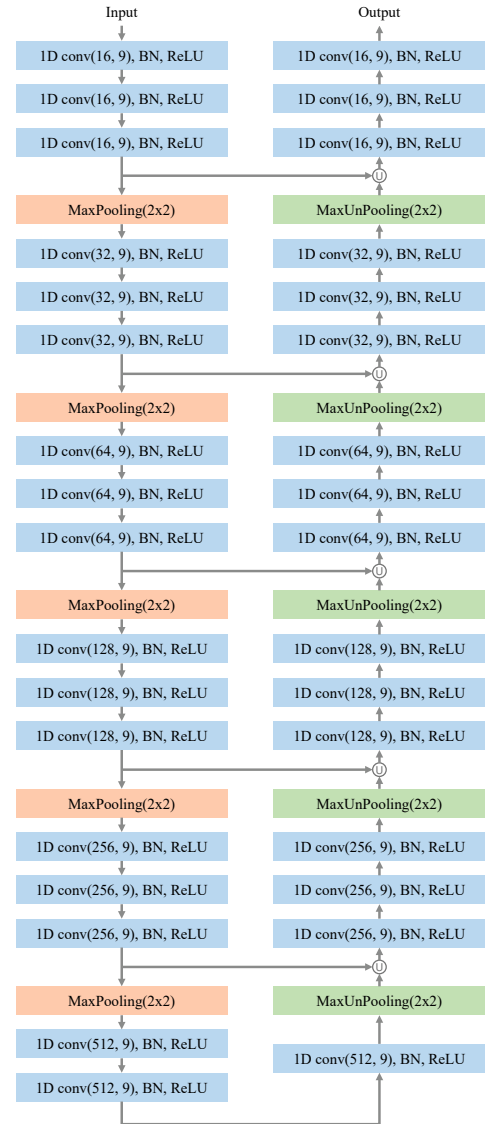 Input
1D conv(16, 9), BN, ReLU
1D conv(16, 9), BN, ReLU
1D conv(16, 9), BN, ReLU
MaxPooling(2x2)
1D conv(32, 9), BN, ReLU
1D conv(32, 9), BN, ReLU
1D conv(32, 9), BN, ReLU
MaxPooling(2x2)
1D conv(64, 9), BN, ReLU
1D conv(64, 9), BN, ReLU
1D conv(64, 9), BN, ReLU
MaxPooling(2x2)
1D conv(128, 9), BN, ReLU
1D conv(128, 9), BN, ReLU
1D conv(128, 9), BN, ReLU
MaxPooling(2x2)
1D conv(256, 9), BN, ReLU
1D conv(256, 9), BN, ReLU
1D conv(256, 9), BN, ReLU
MaxPooling(2x2)
1D conv(512, 9), BN, ReLU
1D conv(512, 9), BN, ReLU
Output
1D conv(16, 9), BN, ReLU
1D conv(16, 9), BN, ReLU
1D conv(16, 9), BN, ReLU
U
MaxUnPooling(2x2)
1D conv(32, 9), BN, ReLU
1D conv(32, 9), BN, ReLU
1D conv(32, 9), BN, ReLU
U
MaxUnPooling(2x2)
1D conv(64, 9), BN, ReLU
1D conv(64, 9), BN, ReLU
1D conv(64, 9), BN, ReLU
U
MaxUnPooling(2x2)
1D conv(128, 9), BN, ReLU
1D conv(128, 9), BN, ReLU
1D conv(128, 9), BN, ReLU
U
MaxUnPooling(2x2)
1D conv(256, 9), BN, ReLU
1D conv(256, 9), BN, ReLU
1D conv(256, 9), BN, ReLU
U
MaxUnPooling(2x2)
1D conv(512, 9), BN, ReLU